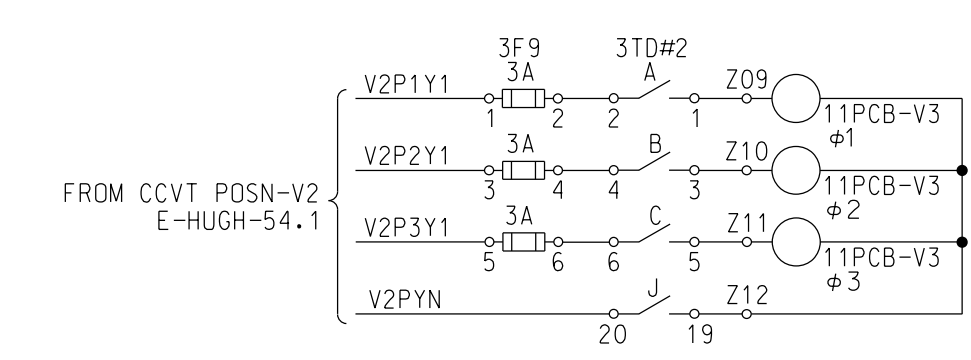 3F9 3TD#2
3A A Z09
V2P1Y1
1 2 2 1
11PCB-V3
ϕ1
3A B Z10
V2P2Y1
3 4 4 3
11PCB-V3
ϕ2
FROM CCVT POSN-V2
E-HUGH-54.1
3A C Z11
V2P3Y1
5 6 6 5
11PCB-V3
ϕ3
V2PYN J Z12
20 19